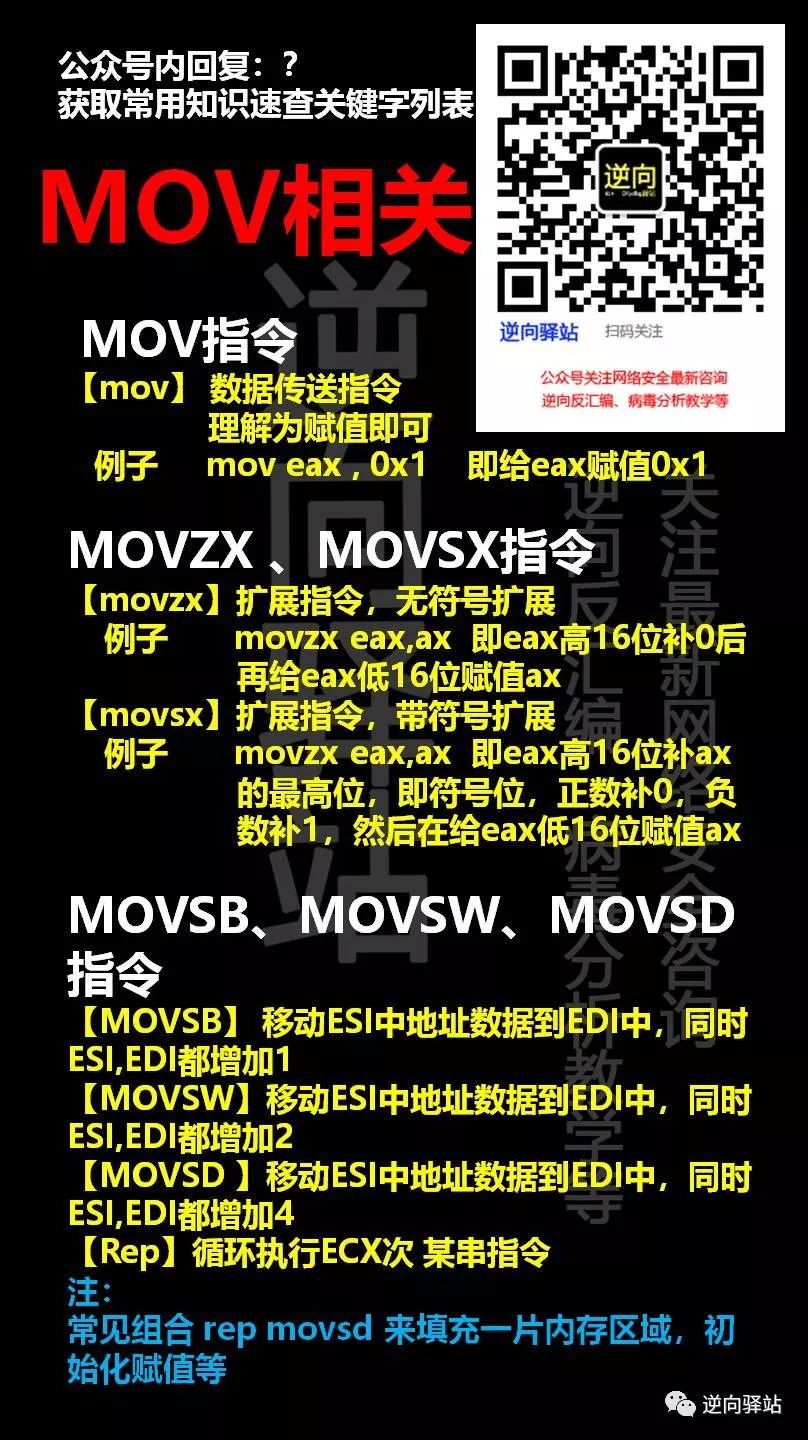 公众号内回复：?
获取常用知识速查关键字列表
MOV相关
逆向
逆向驿站 扫码关注
公众号关注网络安全最新咨询
逆向反汇编、病毒分析教学等
MOV指令
【mov】 数据传送指令
理解为赋值即可
例子 mov eax , 0x1 即给eax赋值0x1
MOVZX 、MOVSX指令
【movzx】扩展指令，无符号扩展
例子 movzx eax,ax 即eax高16位补0后
再给eax低16位赋值ax
【movsx】扩展指令，带符号扩展
例子 movzx eax,ax 即eax高16位补ax
的最高位，即符号位，正数补0，负
数补1，然后在给eax低16位赋值ax
MOVSB、MOVSW、MOVSD
指令
【MOVSB】 移动ESI中地址数据到EDI中，同时
ESI,EDI都增加1
【MOVSW】移动ESI中地址数据到EDI中，同时
ESI,EDI都增加2
【MOVSD 】移动ESI中地址数据到EDI中，同时
ESI,EDI都增加4
【Rep】循环执行ECX次 某串指令
注：
常见组合 rep movsd 来填充一片内存区域，初
始化赋值等
逆向驿站
关注最新网络安全咨询
逆向反汇编、病毒分析教学等
逆向驿站